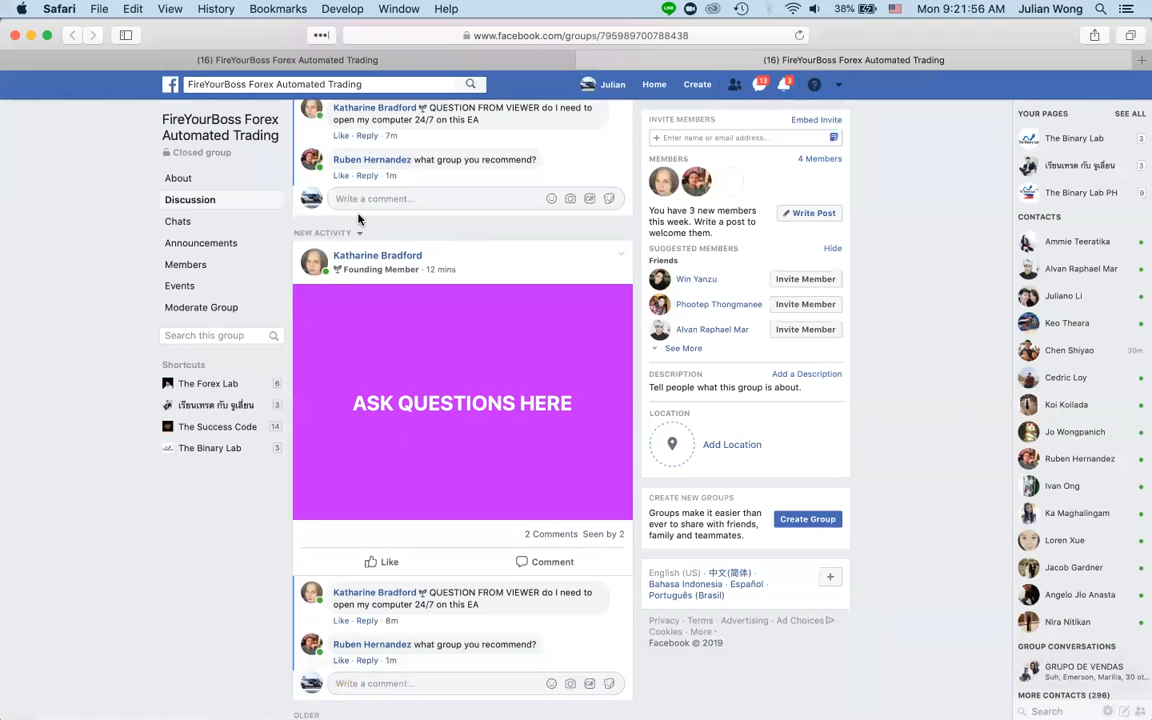 Safari File Edit View History Bookmarks Develop Window Help 38% Mon 9:21:56 AM Julian Wong
www.facebook.com/groups/795989700788438
(16) FireYourBoss Forex Automated Trading
(16) FireYourBoss Forex Automated Trading
FireYourBoss Forex Automated Trading
Julian Home Create 13 3
FireYourBoss Forex
Automated Trading
Closed group
About
Discussion
Chats
Announcements
Members
Events
Moderate Group
Search this group
Shortcuts
The Forex Lab 6
เรียนเทรด กับ จูเลี่ยน 3
The Success Code 14
The Binary Lab 3
Katharine Bradford QUESTION FROM VIEWER do I need to
open my computer 24/7 on this EA
Like · Reply · 7m
Ruben Hernandez what group you recommend?
Like · Reply · 1m
Write a comment...
NEW ACTIVITY
Katharine Bradford
Founding Member · 12 mins
ASK QUESTIONS HERE
2 Comments Seen by 2
Like Comment
Katharine Bradford QUESTION FROM VIEWER do I need to
open my computer 24/7 on this EA
Like · Reply · 8m
Ruben Hernandez what group you recommend?
Like · Reply · 1m
Write a comment...
OLDER
INVITE MEMBERS Embed Invite
+ Enter name or email address...
MEMBERS 4 Members
You have 3 new members
this week. Write a post to
welcome them.
Write Post
SUGGESTED MEMBERS Hide
Friends
Win Yanzu Invite Member
Phootep Thongmanee Invite Member
Alvan Raphael Mar Invite Member
See More
DESCRIPTION Add a Description
Tell people what this group is about.
LOCATION
Add Location
CREATE NEW GROUPS
Groups make it easier than
ever to share with friends,
family and teammates.
Create Group
English (US) · 中文(简体) ·
Bahasa Indonesia · Español ·
Português (Brasil)
Privacy · Terms · Advertising · Ad Choices
Cookies · More
Facebook © 2019
YOUR PAGES SEE ALL
The Binary Lab 3
เรียนเทรด กับ จูเลี่ยน 3
The Binary Lab PH 9
CONTACTS
Ammie Teeratika
Alvan Raphael Mar
Juliano Li
Keo Theara
Chen Shiyao 30m
Cedric Loy
Koi Koilada
Jo Wongpanich
Ruben Hernandez
Ivan Ong
Ka Maghalingam
Loren Xue
Jacob Gardner
Angelo Jlo Anasta
Nira Nitikan
GROUP CONVERSATIONS
GRUPO DE VENDAS
Suh, Emerson, Marilia, 30 ot...
MORE CONTACTS (296)
Search